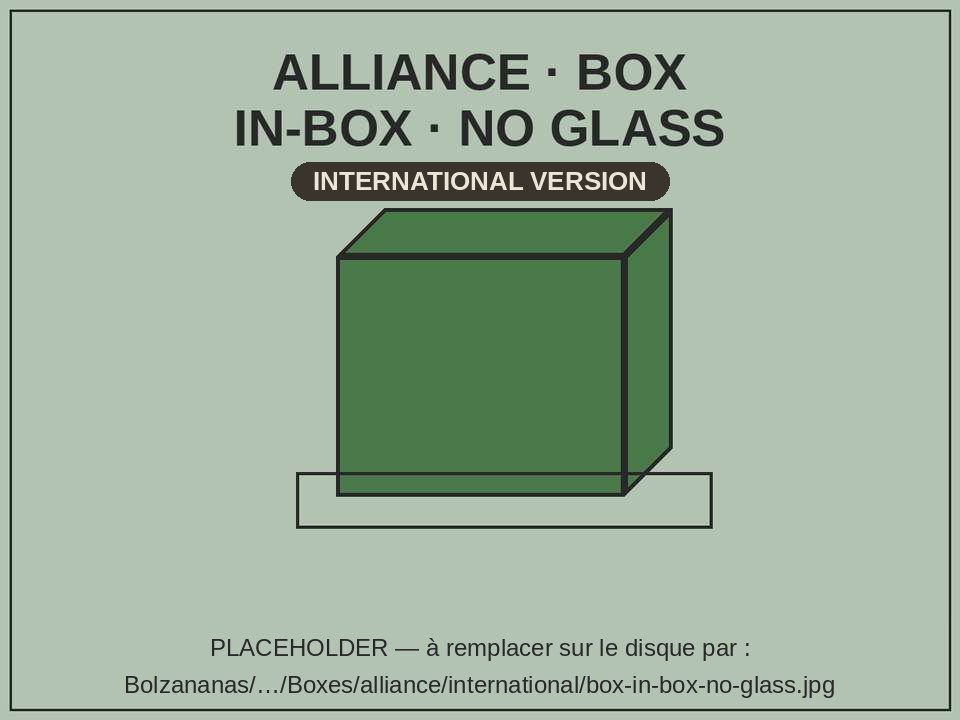 ALLIANCE · BOX
IN-BOX · NO GLASS
INTERNATIONAL VERSION
PLACEHOLDER — à remplacer sur le disque par :
Bolzananas/…/Boxes/alliance/international/box-in-box-no-glass.jpg